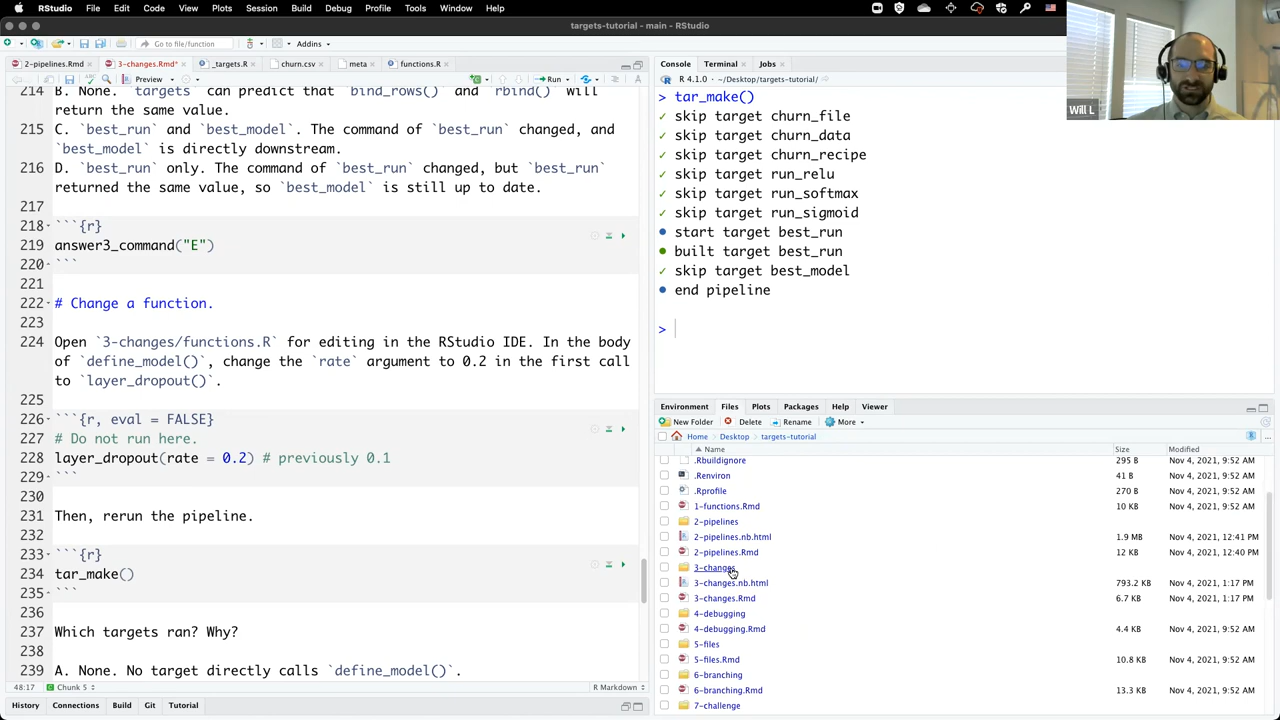 RStudio File Edit Code View Plots Session Build Debug Profile Tools Window Help
targets-tutorial - main - RStudio
Go to file/function Addins
2-pipelines.Rmd 3-changes.Rmd* _targets.R churn.csv meta functions.R
Preview Run
214 B. None. `targets` can predict that `bind_rows()` and `rbind()` will
return the same value.
215 C. `best_run` and `best_model`. The command of `best_run` changed, and
`best_model` is directly downstream.
216 D. `best_run` only. The command of `best_run` changed, but `best_run`
returned the same value, so `best_model` is still up to date.
217
218 ```{r}
219 answer3_command("E")
220 ```
221
222 # Change a function.
223
224 Open `3-changes/functions.R` for editing in the RStudio IDE. In the body
of `define_model()`, change the `rate` argument to 0.2 in the first call
to `layer_dropout()`.
225
226 ```{r, eval = FALSE}
227 # Do not run here.
228 layer_dropout(rate = 0.2) # previously 0.1
229 ```
230
231 Then, rerun the pipeline.
232
233 ```{r}
234 tar_make()
235 ```
236
237 Which targets ran? Why?
238
239 A. None. No target directly calls `define_model()`.
48:17 Chunk 5 R Markdown
History Connections Build Git Tutorial
Console Terminal Jobs
R 4.1.0 · ~/Desktop/targets-tutorial/
> tar_make()
✓ skip target churn_file
✓ skip target churn_data
✓ skip target churn_recipe
✓ skip target run_relu
✓ skip target run_softmax
✓ skip target run_sigmoid
● start target best_run
● built target best_run
✓ skip target best_model
● end pipeline
>
Environment Files Plots Packages Help Viewer
New Folder Delete Rename More
Home Desktop targets-tutorial
Name Size Modified
.Rbuildignore 295 B Nov 4, 2021, 9:52 AM
.Renviron 41 B Nov 4, 2021, 9:52 AM
.Rprofile 270 B Nov 4, 2021, 9:52 AM
1-functions.Rmd 10 KB Nov 4, 2021, 9:52 AM
2-pipelines
2-pipelines.nb.html 1.9 MB Nov 4, 2021, 12:41 PM
2-pipelines.Rmd 12 KB Nov 4, 2021, 12:40 PM
3-changes
3-changes.nb.html 793.2 KB Nov 4, 2021, 1:17 PM
3-changes.Rmd 6.7 KB Nov 4, 2021, 1:17 PM
4-debugging
4-debugging.Rmd 4.4 KB Nov 4, 2021, 9:52 AM
5-files
5-files.Rmd 10.8 KB Nov 4, 2021, 9:52 AM
6-branching
6-branching.Rmd 13.3 KB Nov 4, 2021, 9:52 AM
7-challenge
Will L